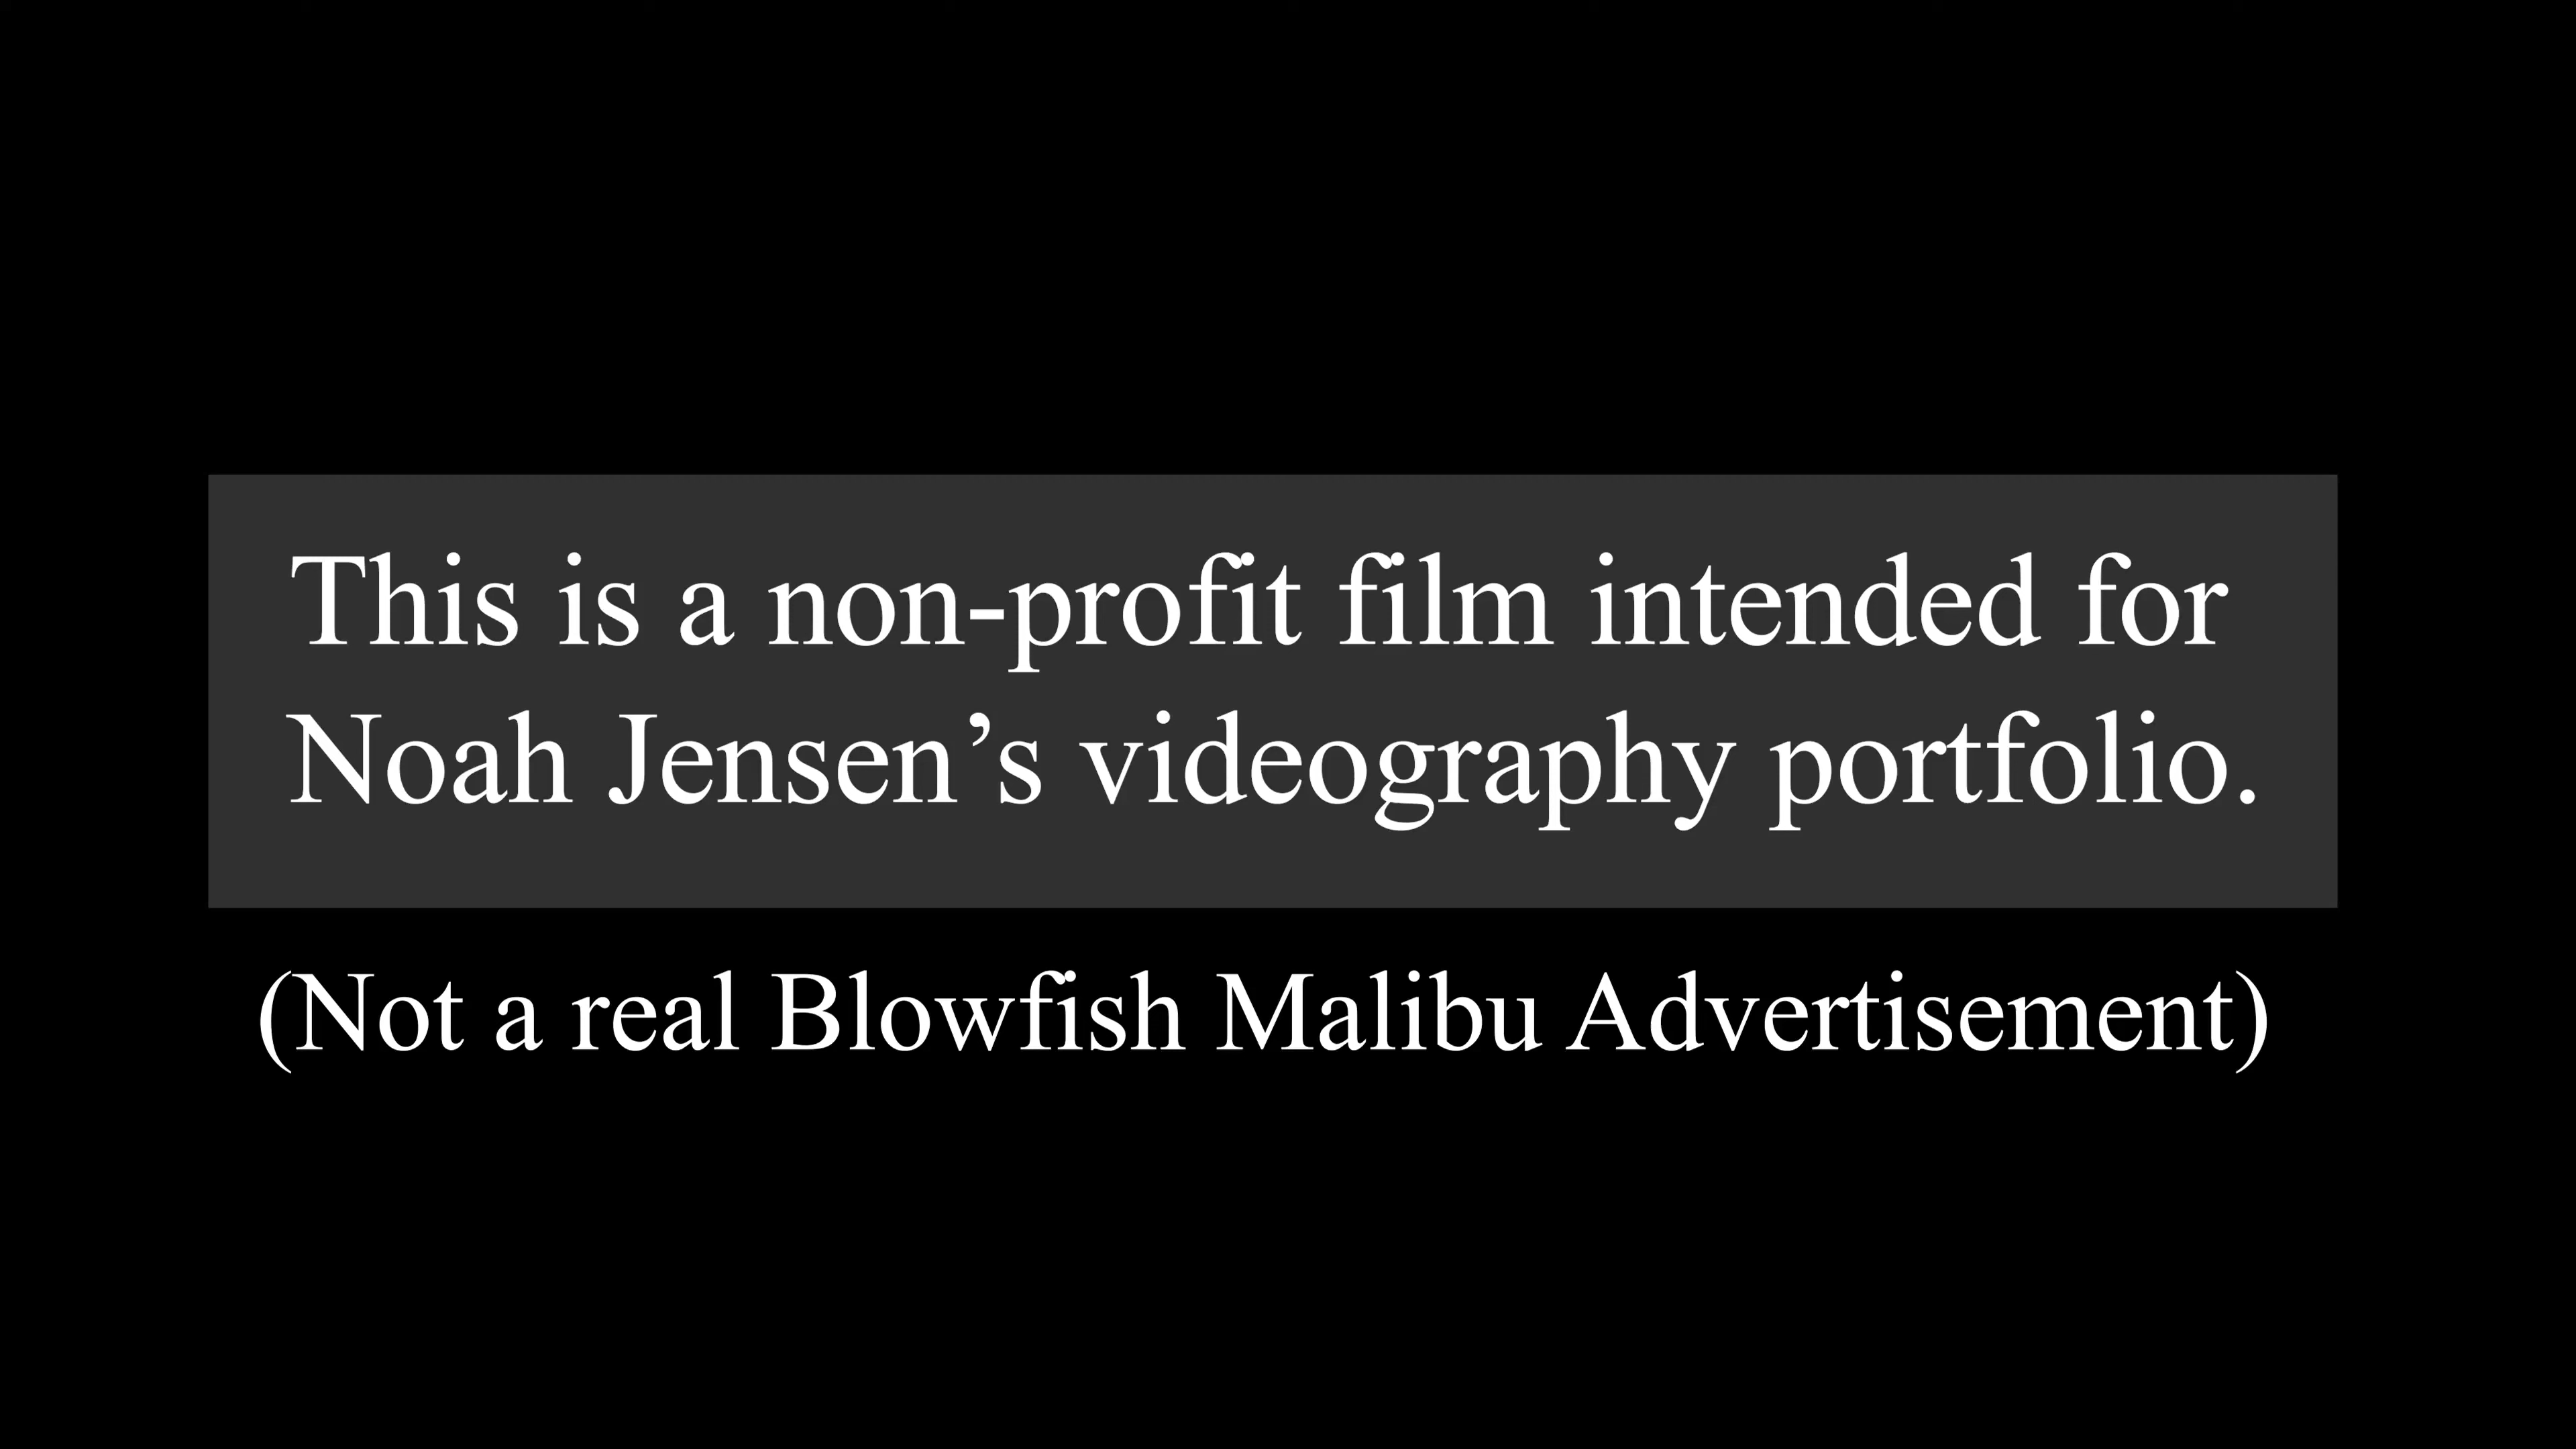 This is a non-profit film intended for
Noah Jensen’s videography portfolio.
(Not a real Blowfish Malibu Advertisement)